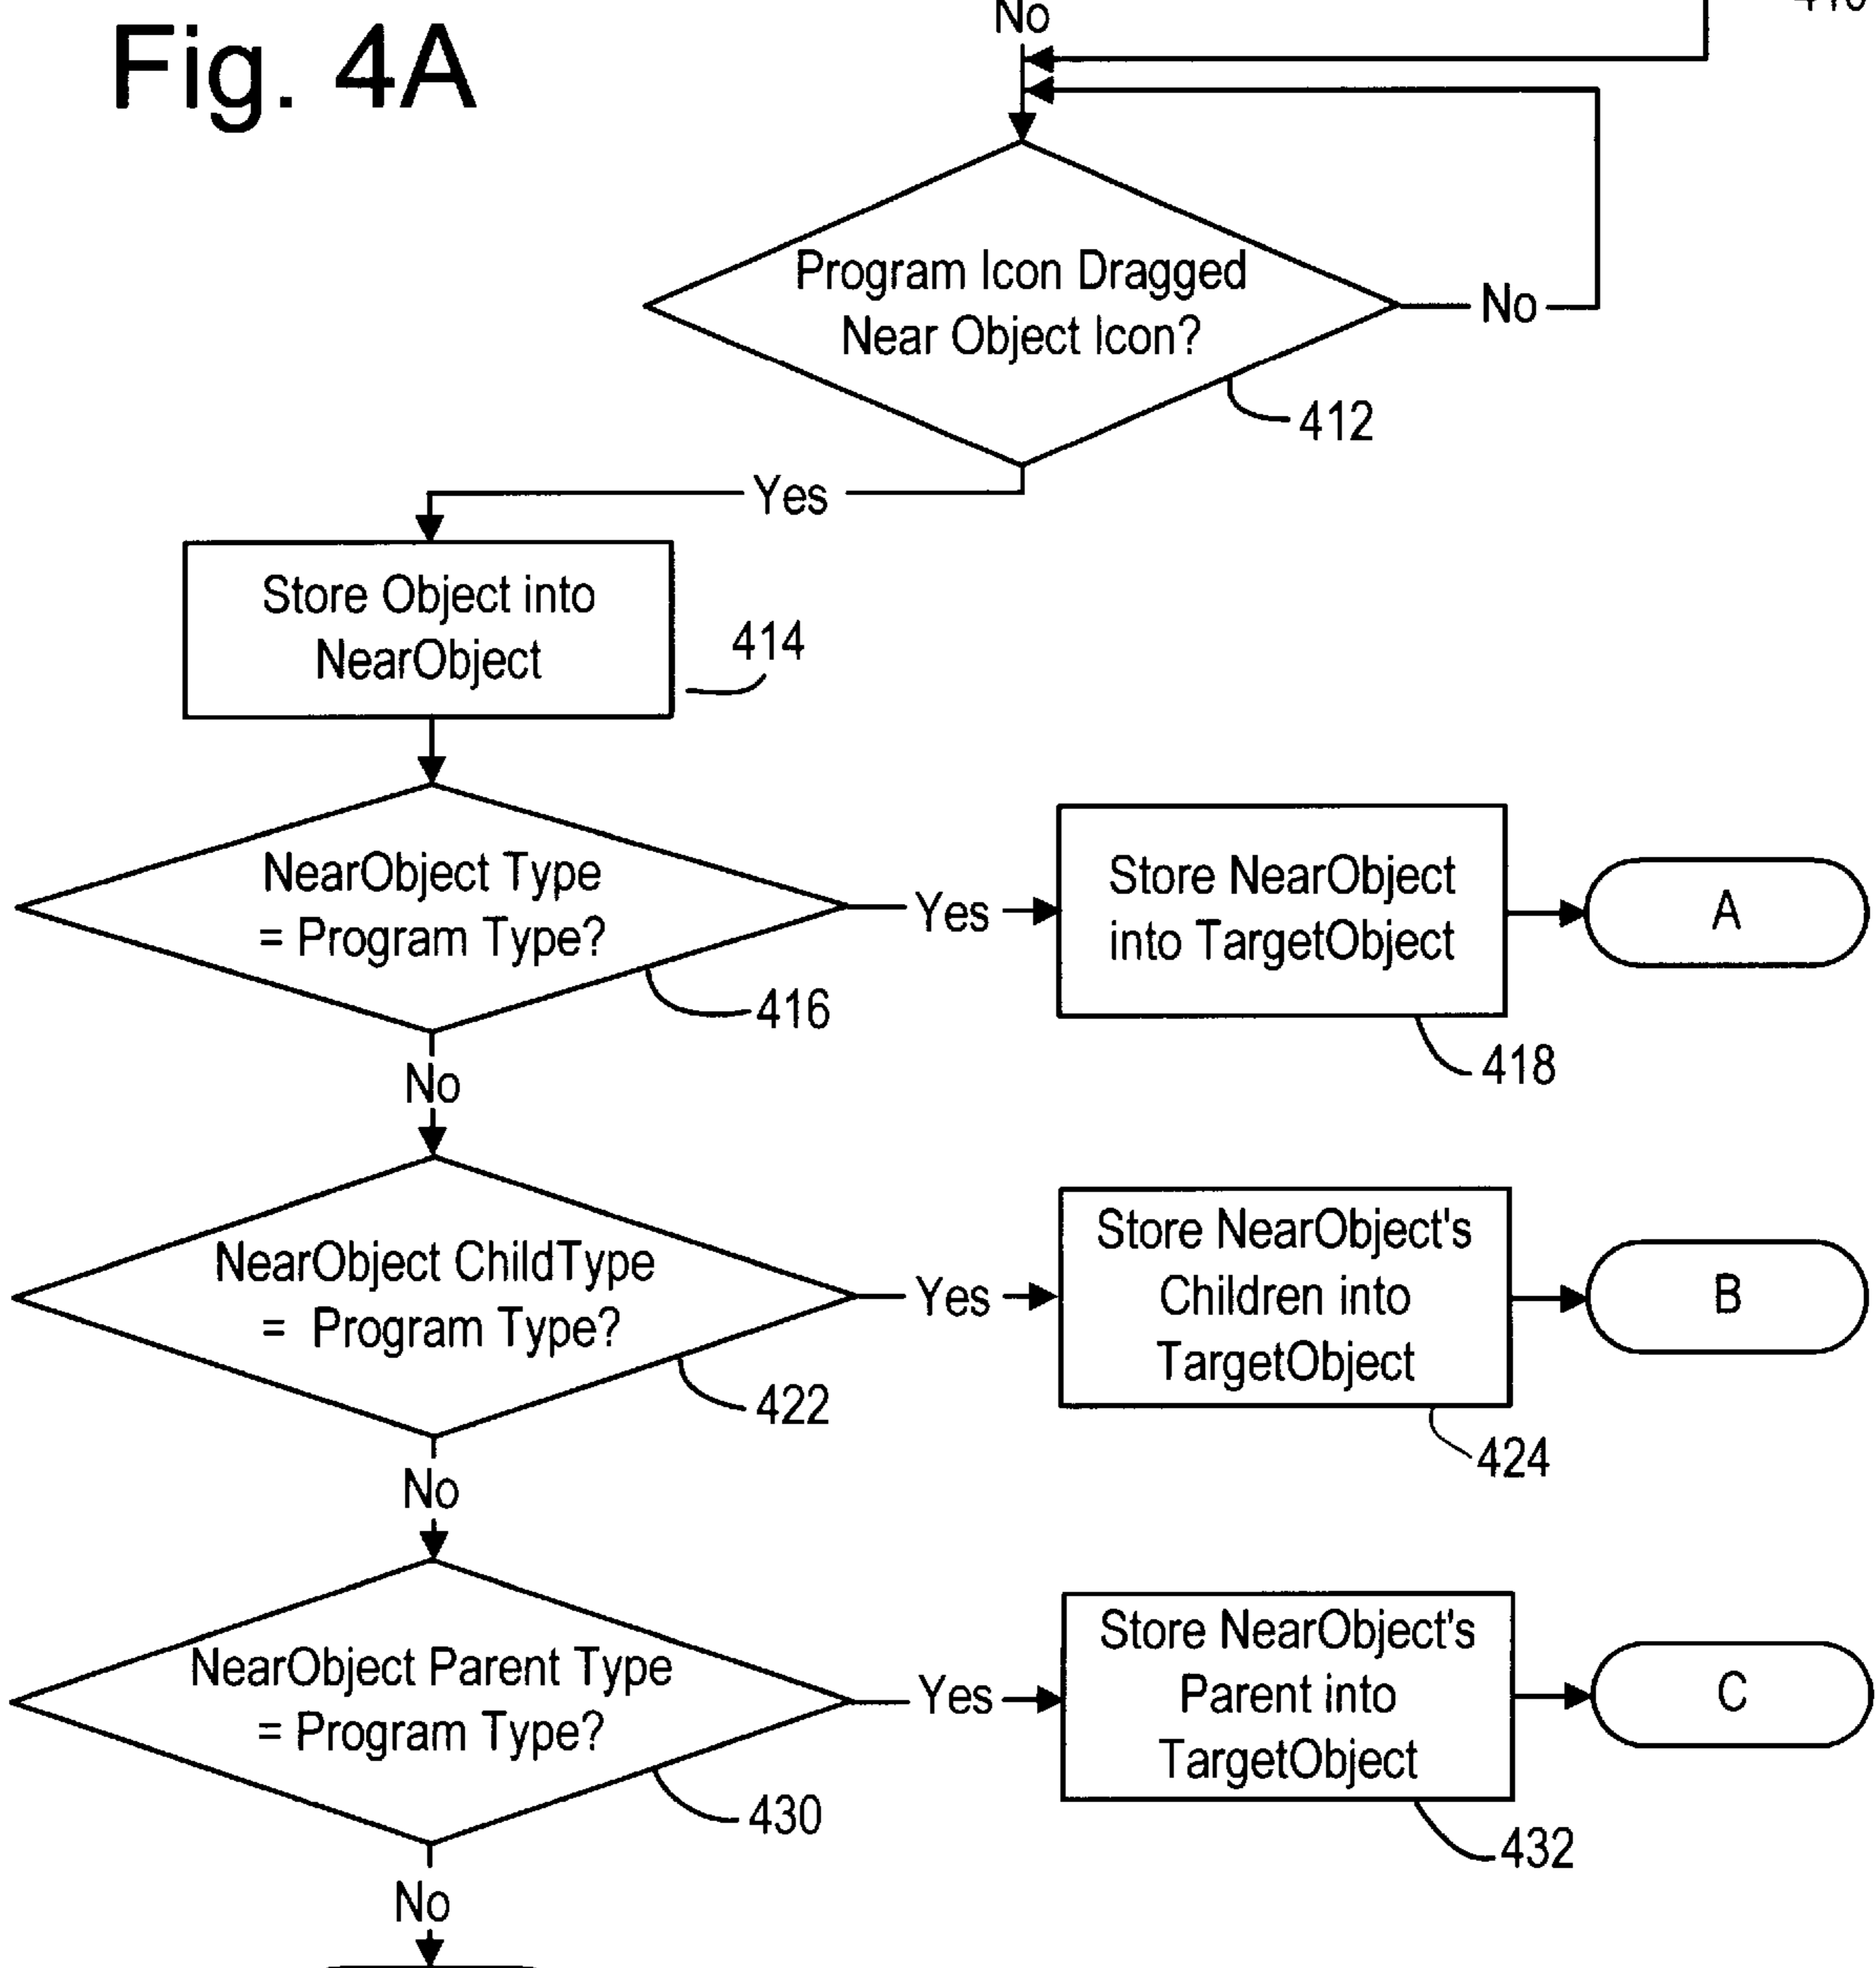 Fig. 4A
No
Program Icon Dragged
Near Object Icon?
No
412
Yes
Store Object into
NearObject
414
NearObject Type
= Program Type?
416
Yes
Store NearObject
into TargetObject
418
A
No
NearObject ChildType
= Program Type?
422
Yes
Store NearObject's
Children into
TargetObject
424
B
No
NearObject Parent Type
= Program Type?
430
Yes
Store NearObject's
Parent into
TargetObject
432
C
No